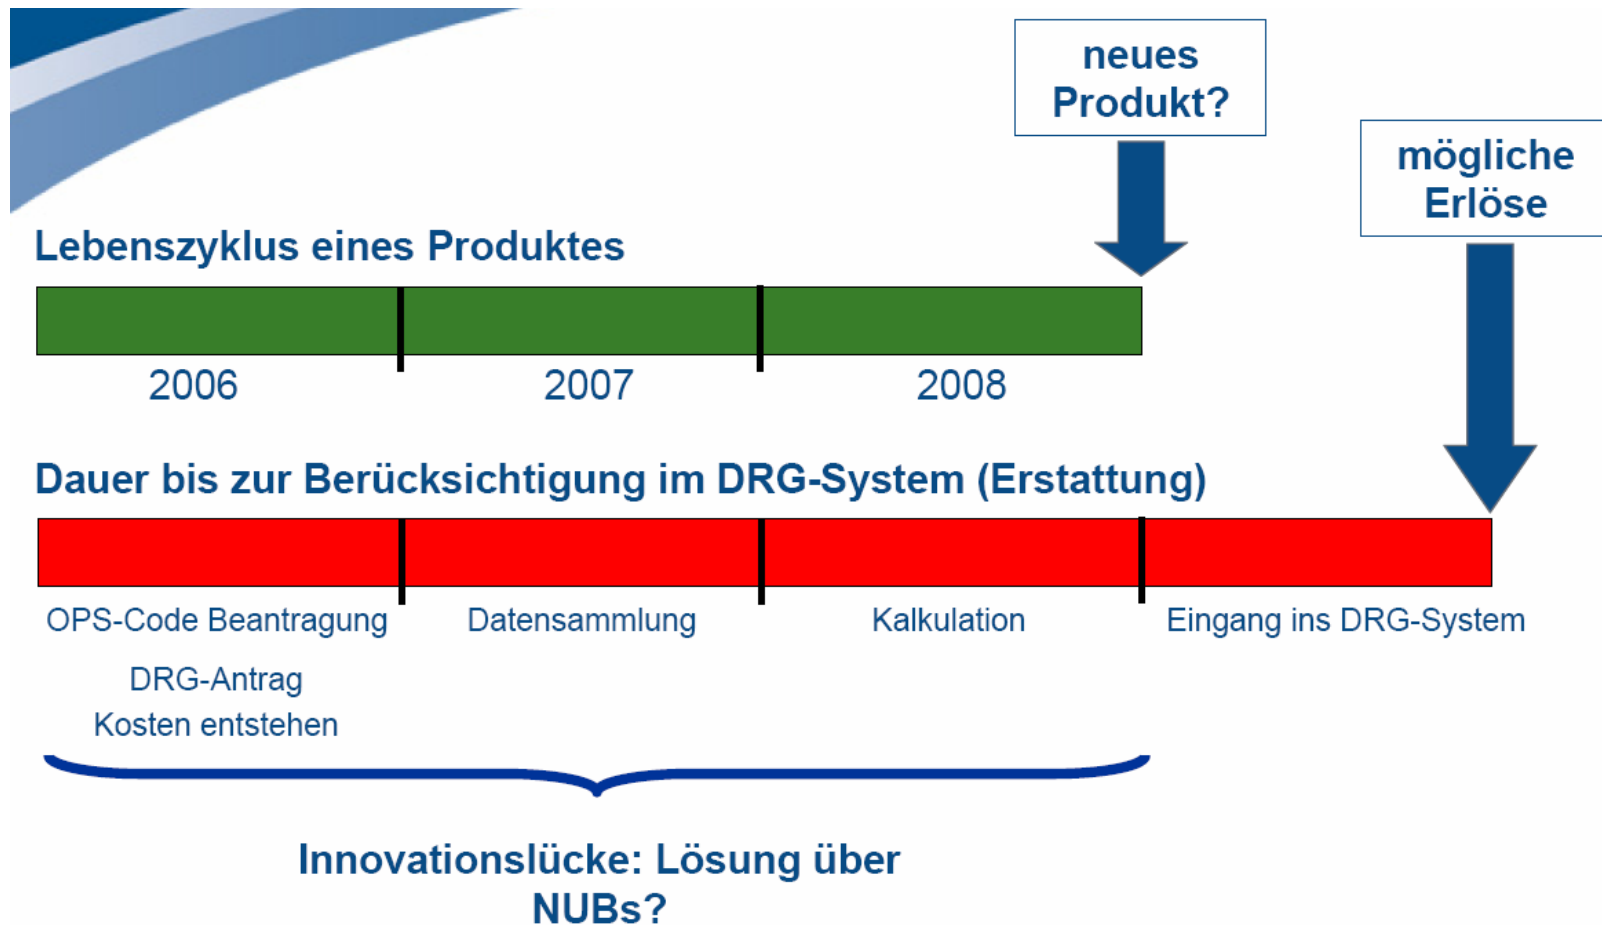 neues
Produkt?
mögliche
Erlöse
Lebenszyklus eines Produktes
2006 2007 2008
Dauer bis zur Berücksichtigung im DRG-System (Erstattung)
OPS-Code Beantragung Datensammlung Kalkulation Eingang ins DRG-System
DRG-Antrag
Kosten entstehen
Innovationslücke: Lösung über
NUBs?